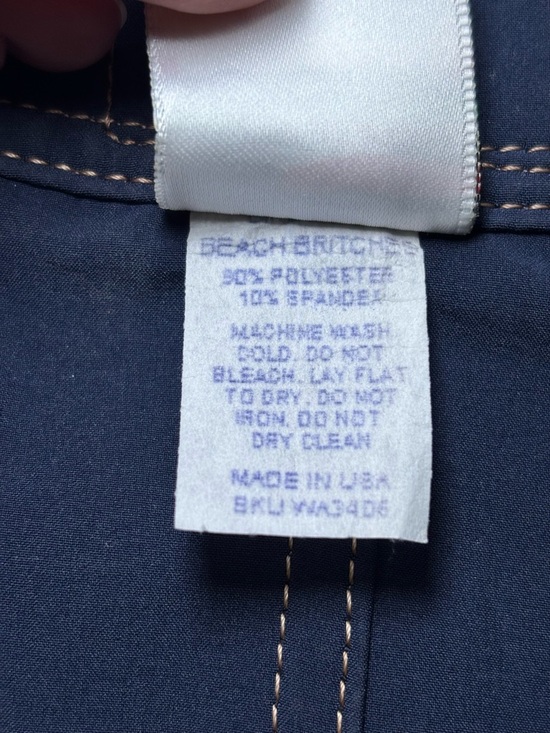 BEACH BRITCHES
90% POLYESTER
10% SPANDEX
MACHINE WASH
COLD. DO NOT
BLEACH. LAY FLAT
TO DRY. DO NOT
IRON. DO NOT
DRY CLEAN
MADE IN USA
SKU WA3406